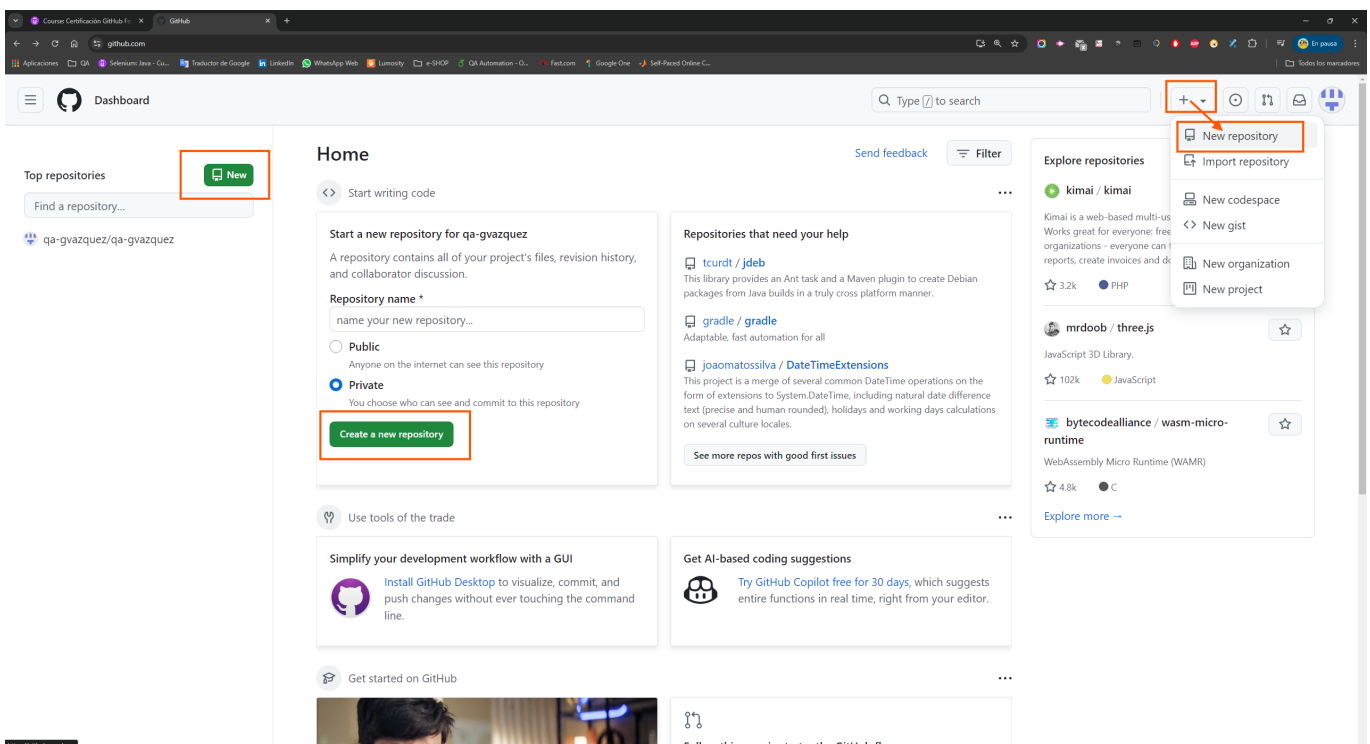 Course: Certificación GitHub Fo
GitHub
github.com
En pausa
Aplicaciones
QA
Selenium: Java - Cu...
Traductor de Google
LinkedIn
WhatsApp Web
Lumosity
e-SHOP
QA Automation - O...
Fast.com
Google One
Self-Paced Online C...
Todos los marcadores
Dashboard
Type / to search
Top repositories
New
Find a repository...
qa-gvazquez/qa-gvazquez
Home
Send feedback
Filter
Start writing code
Start a new repository for qa-gvazquez
A repository contains all of your project's files, revision history,
and collaborator discussion.
Repository name *
name your new repository...
Public
Anyone on the internet can see this repository
Private
You choose who can see and commit to this repository
Create a new repository
Repositories that need your help
tcurdt / jdeb
This library provides an Ant task and a Maven plugin to create Debian
packages from Java builds in a truly cross platform manner.
gradle / gradle
Adaptable, fast automation for all
joaomatossilva / DateTimeExtensions
This project is a merge of several common DateTime operations on the
form of extensions to System.DateTime, including natural date difference
text (precise and human rounded), holidays and working days calculations
on several culture locales.
See more repos with good first issues
Use tools of the trade
Simplify your development workflow with a GUI
Install GitHub Desktop to visualize, commit, and
push changes without ever touching the command
line.
Get AI-based coding suggestions
Try GitHub Copilot free for 30 days, which suggests
entire functions in real time, right from your editor.
Get started on GitHub
New repository
Import repository
New codespace
New gist
New organization
New project
Explore repositories
kimai / kimai
Kimai is a web-based multi-us
Works great for everyone: free
organizations - everyone can t
reports, create invoices and do
3.2k
PHP
mrdoob / three.js
JavaScript 3D Library.
102k
JavaScript
bytecodealliance / wasm-micro-
runtime
WebAssembly Micro Runtime (WAMR)
4.8k
C
Explore more →